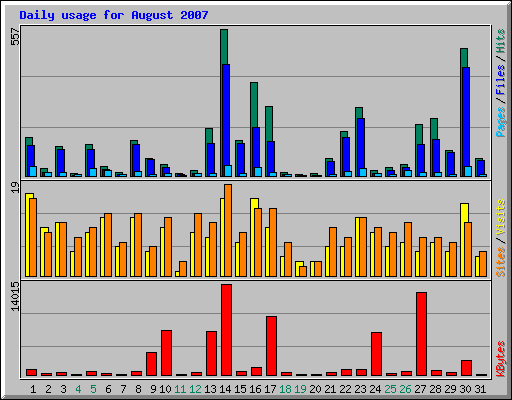 Daily usage for August 2007
557
Pages / Files / Hits
19
Sites / Visits
14015
KBytes
1 2 3 4 5 6 7 8 9 10 11 12 13 14 15 16 17 18 19 20 21 22 23 24 25 26 27 28 29 30 31